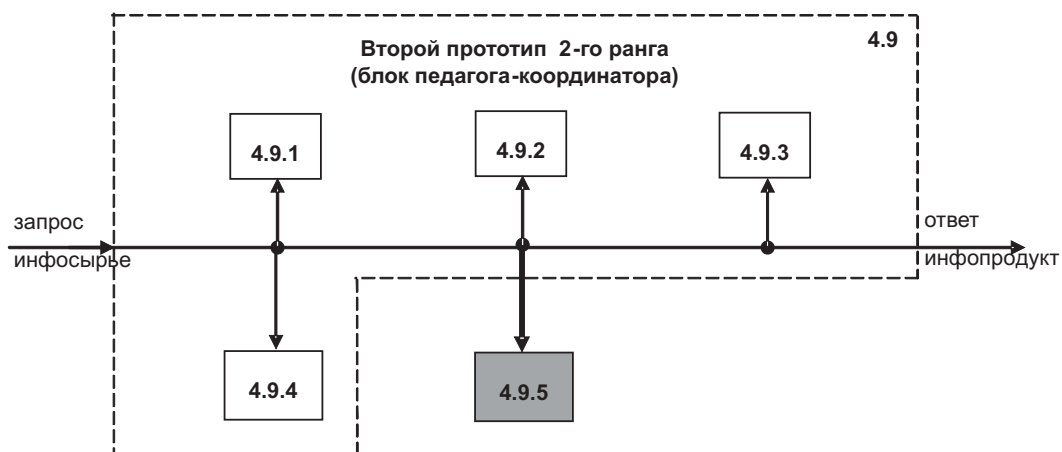 Второй прототип 2-го ранга
(блок педагога-координатора)
4.9
4.9.1
4.9.2
4.9.3
запрос
инфосырье
ответ
инфопродукт
4.9.4
4.9.5